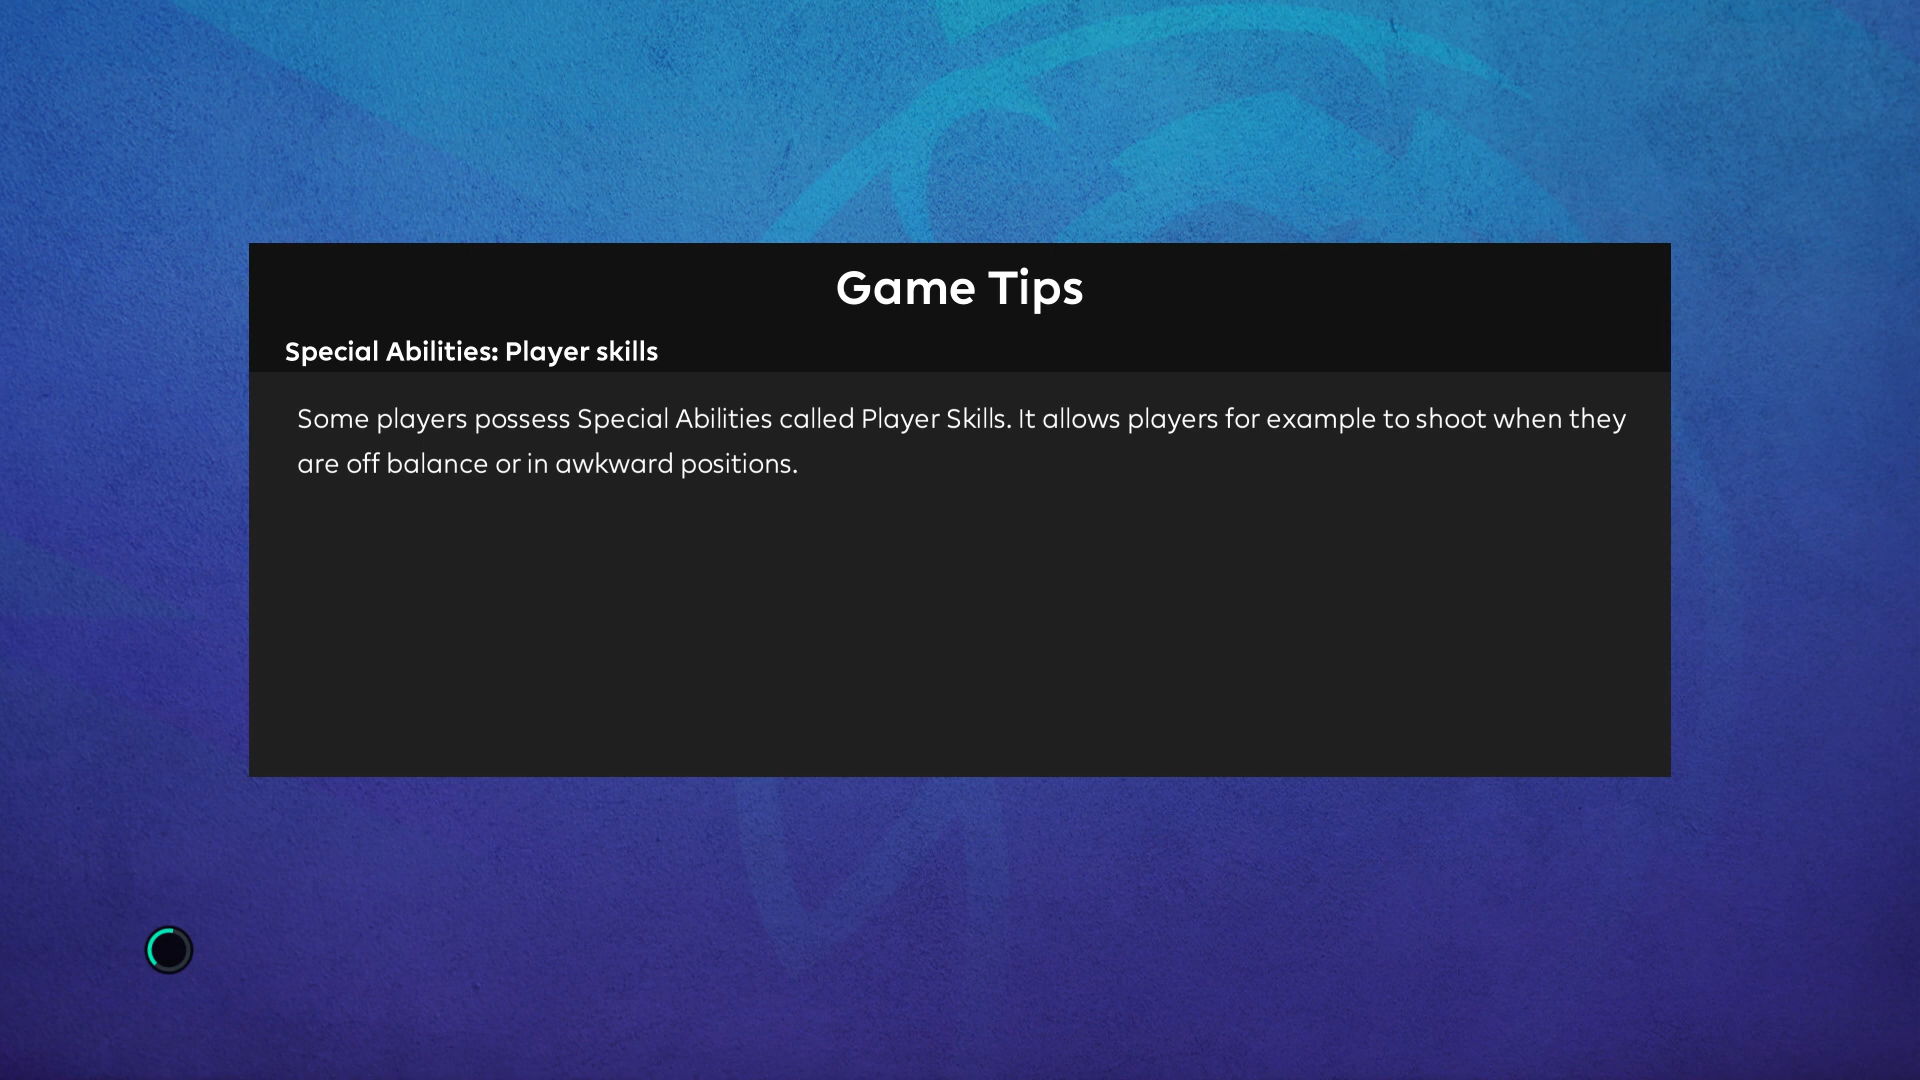 Game Tips
Special Abilities: Player skills
Some players possess Special Abilities called Player Skills. It allows players for example to shoot when they
are off balance or in awkward positions.